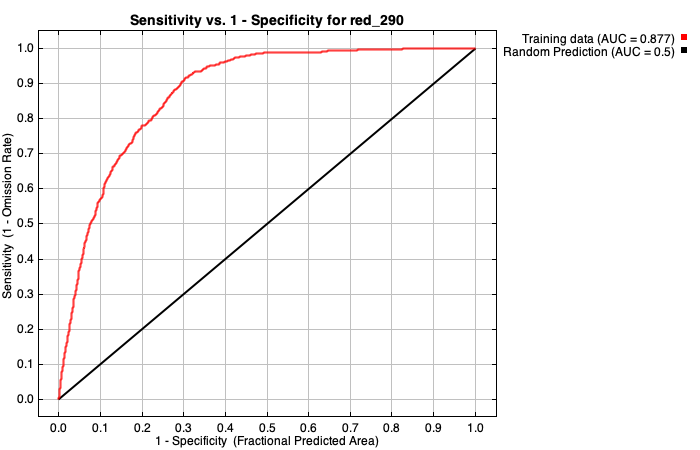 Sensitivity vs. 1 - Specificity for red_290
Training data (AUC = 0.877)
Random Prediction (AUC = 0.5)
Sensitivity (1 - Omission Rate)
1.0
0.9
0.8
0.7
0.6
0.5
0.4
0.3
0.2
0.1
0.0
0.0 0.1 0.2 0.3 0.4 0.5 0.6 0.7 0.8 0.9 1.0
1 - Specificity (Fractional Predicted Area)